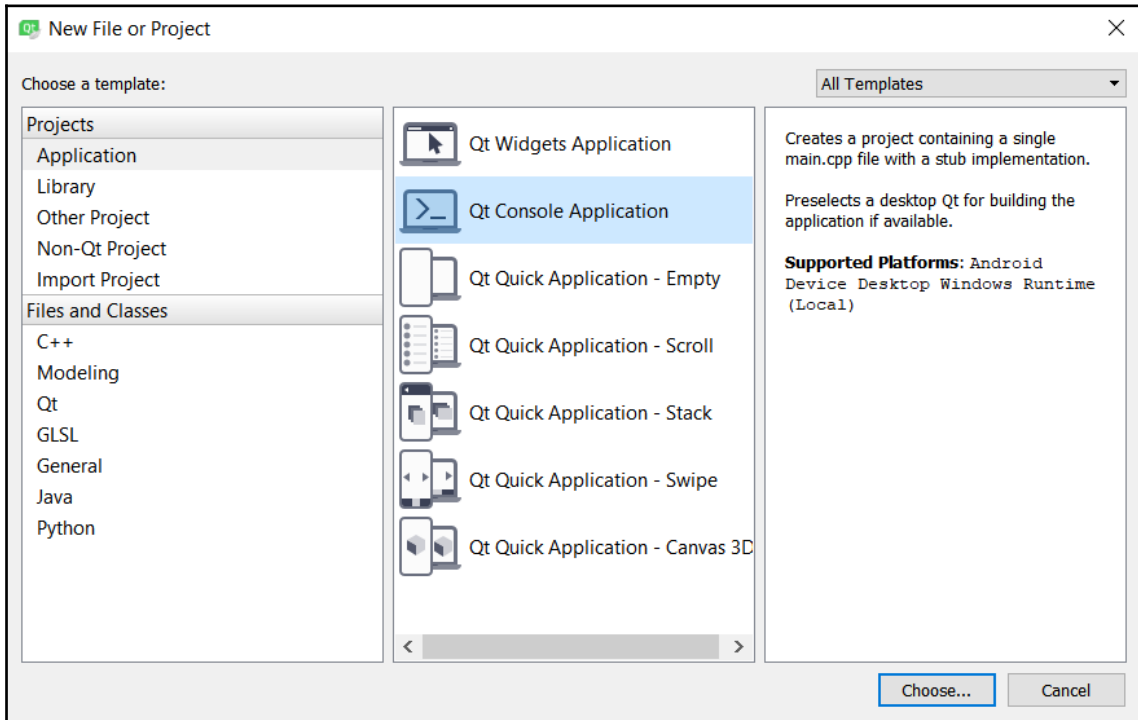 New File or Project
Choose a template:
All Templates
Projects
Application
Library
Other Project
Non-Qt Project
Import Project
Files and Classes
C++
Modeling
Qt
GLSL
General
Java
Python
Qt Widgets Application
Qt Console Application
Qt Quick Application - Empty
Qt Quick Application - Scroll
Qt Quick Application - Stack
Qt Quick Application - Swipe
Qt Quick Application - Canvas 3D
Creates a project containing a single
main.cpp file with a stub implementation.
Preselects a desktop Qt for building the
application if available.
Supported Platforms: Android
Device Desktop Windows Runtime
(Local)
Choose...
Cancel